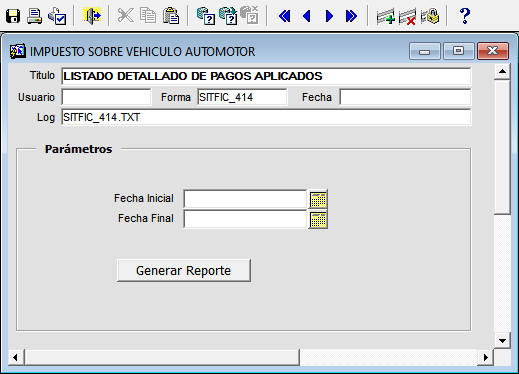 IMPUESTO SOBRE VEHICULO AUTOMOTOR
Titulo LISTADO DETALLADO DE PAGOS APLICADOS
Usuario Forma SITFIC_414 Fecha
Log SITFIC_414.TXT
Parámetros
Fecha Inicial
Fecha Final
Generar Reporte